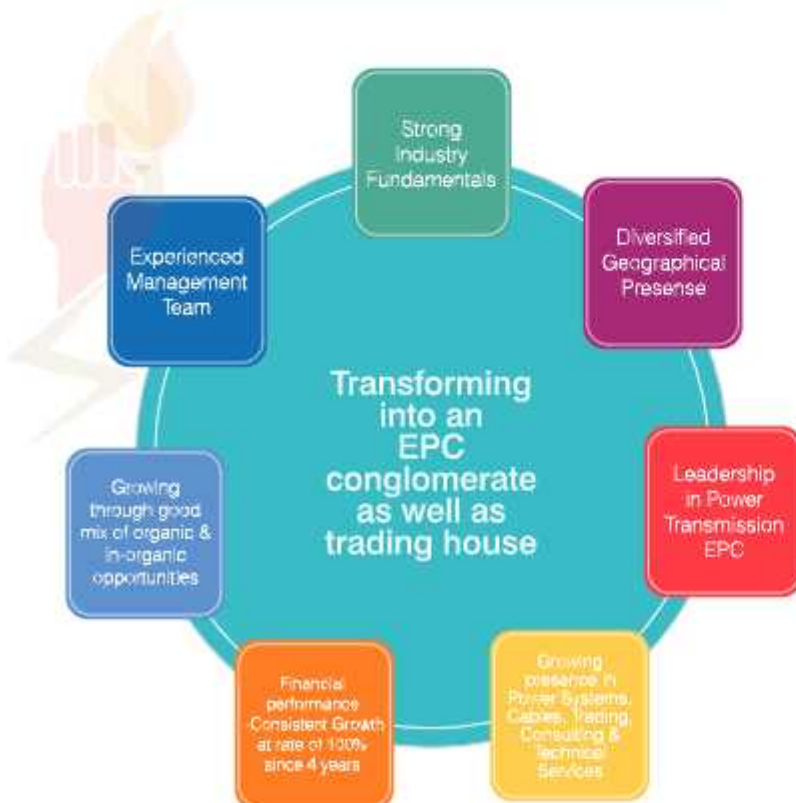 Strong
Industry
Fundamentals
Diversified
Geographical
Presense
Leadership
in Power
Transmission
EPC
Growing
presence in
Power Systems,
Cables, Trading,
Consulting &
Technical
Services
Financial
performance
-Consistent Growth
at rate of 100%
since 4 years
Growing
through good
mix of organic &
in-organic
opportunities
Experienced
Management
Team
Transforming
into an
EPC
conglomerate
as well as
trading house